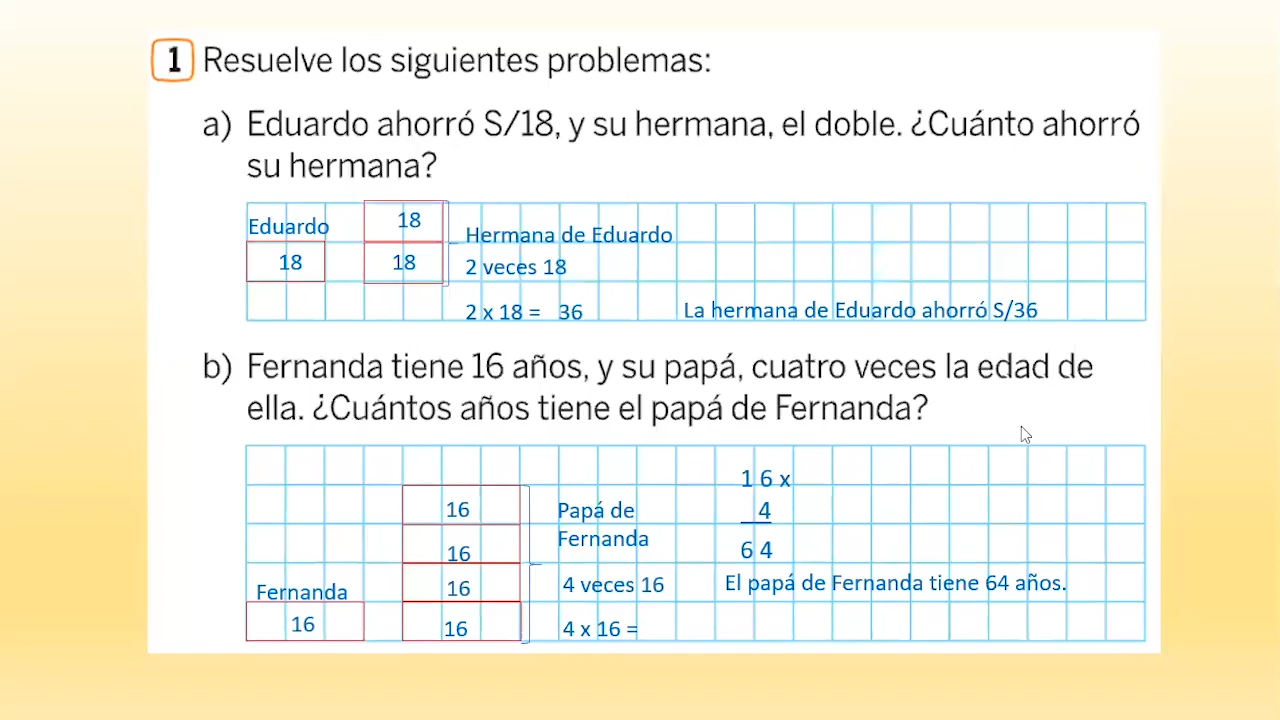 1 Resuelve los siguientes problemas:
a) Eduardo ahorró S/18, y su hermana, el doble. ¿Cuánto ahorró
su hermana?
Eduardo 18
Hermana de Eduardo
18 18 2 veces 18
2 x 18 = 36 La hermana de Eduardo ahorró S/36
b) Fernanda tiene 16 años, y su papá, cuatro veces la edad de
ella. ¿Cuántos años tiene el papá de Fernanda?
1 6 x
16 Papá de 4
Fernanda
16 6 4
Fernanda 16 4 veces 16 El papá de Fernanda tiene 64 años.
16 16 4 x 16 =